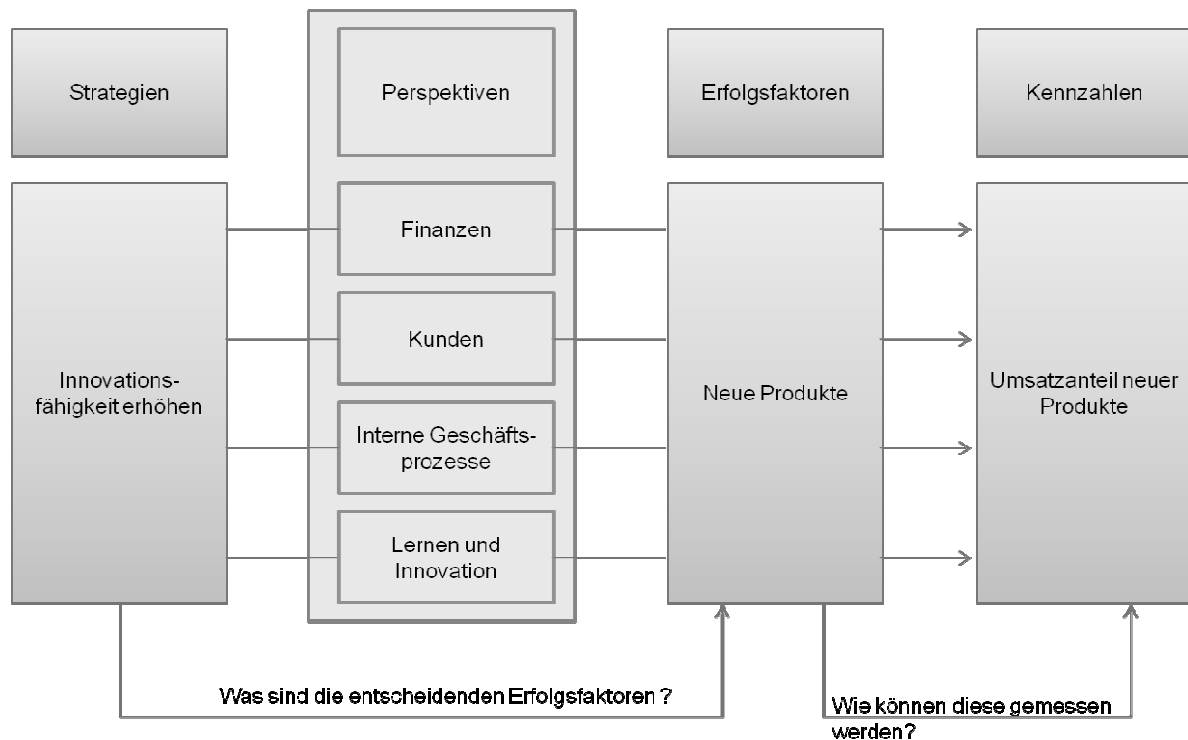 Strategien
Perspektiven
Erfolgsfaktoren
Kennzahlen
Innovations-
fähigkeit erhöhen
Finanzen
Kunden
Interne Geschäfts-
prozesse
Lernen und
Innovation
Neue Produkte
Umsatzanteil neuer
Produkte
Was sind die entscheidenden Erfolgsfaktoren ?
Wie können diese gemessen
werden?